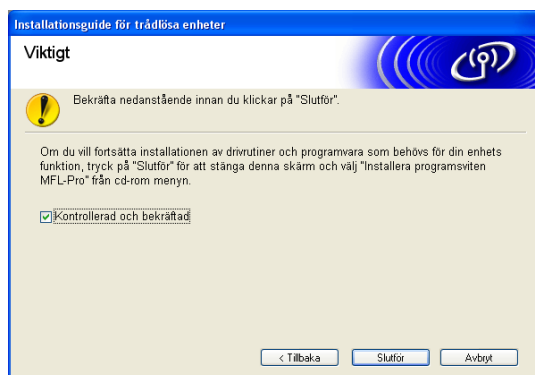 Installationsguide för trådlösa enheter
Viktigt
Bekräfta nedanstående innan du klickar på "Slutför".
Om du vill fortsätta installationen av drivrutiner och programvara som behövs för din enhets
funktion, tryck på "Slutför" för att stänga denna skärm och välj "Installera programsviten
MFL-Pro" från cd-rom menyn.
Kontrollerad och bekräftad
< Tillbaka
Slutför
Avbryt